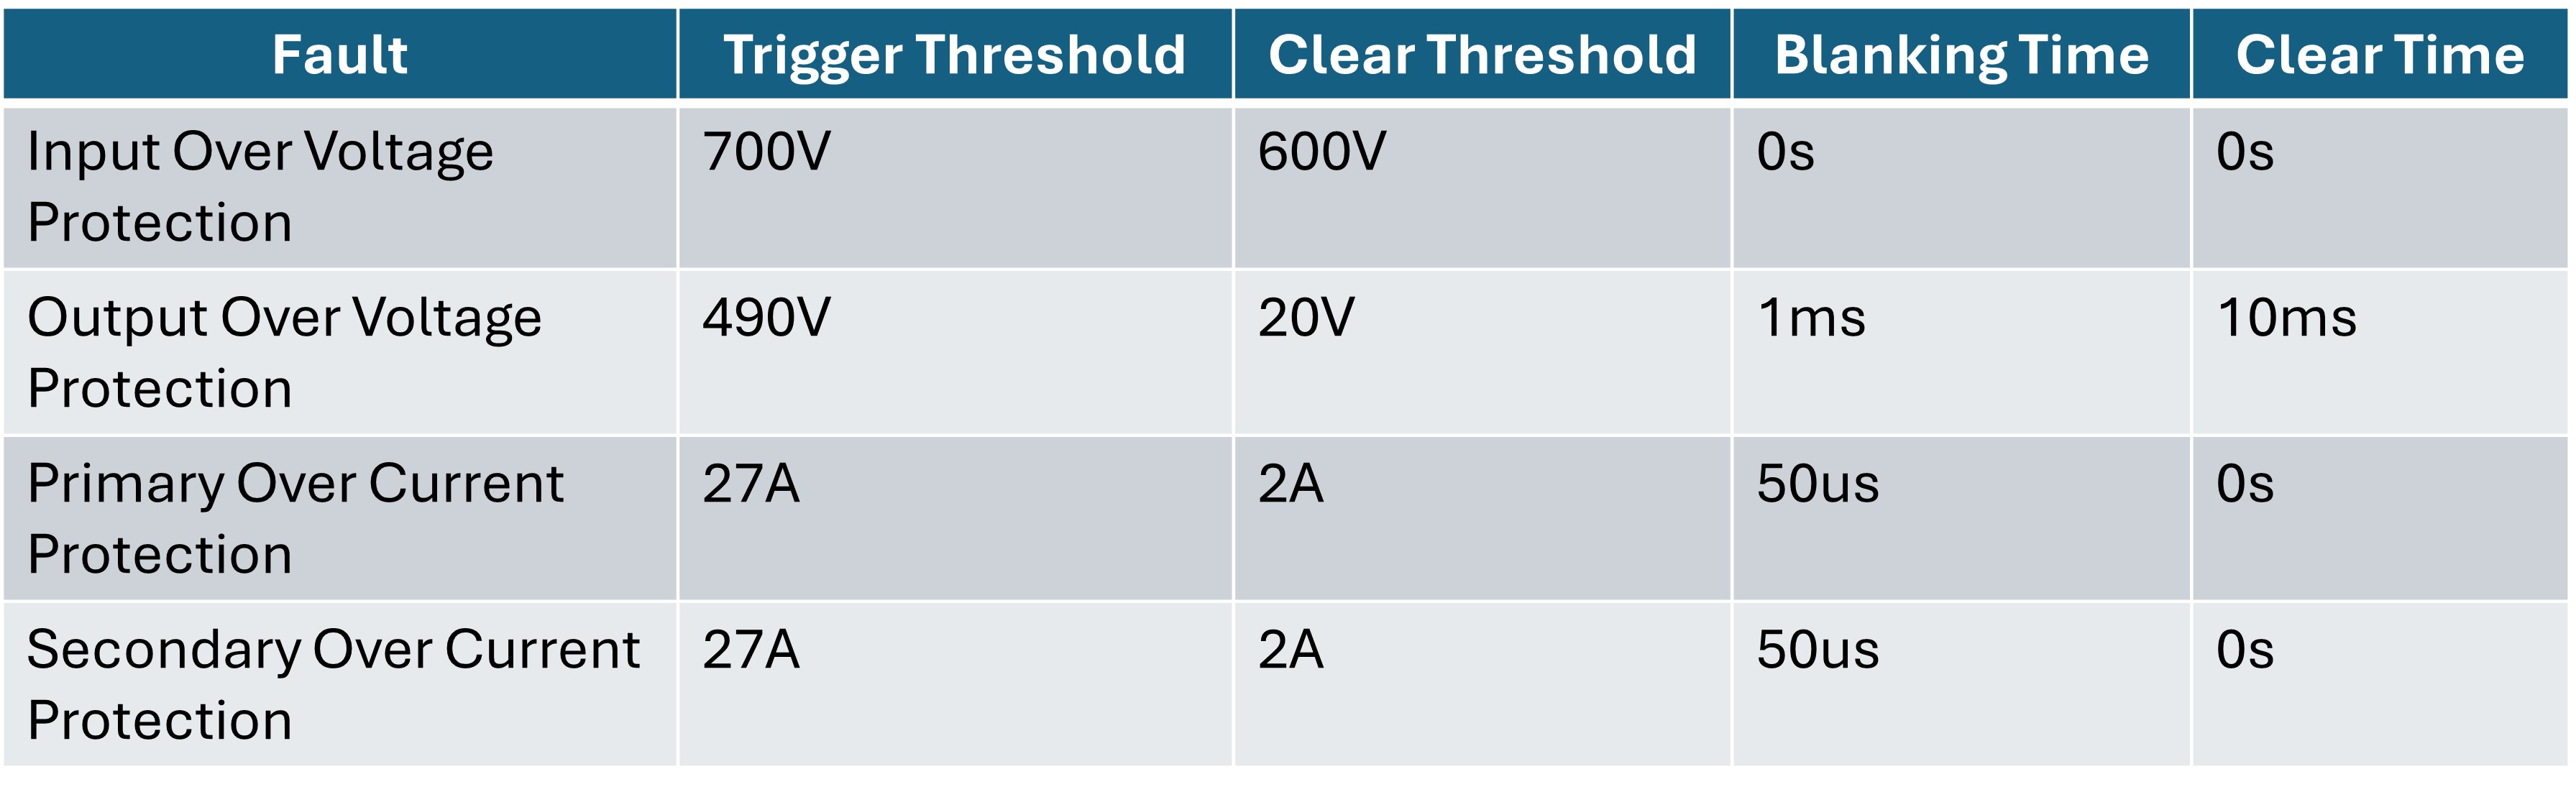 Fault Trigger Threshold Clear Threshold Blanking Time Clear Time
Input Over Voltage 700V 600V 0s 0s
Protection
Output Over Voltage 490V 20V 1ms 10ms
Protection
Primary Over Current 27A 2A 50us 0s
Protection
Secondary Over Current 27A 2A 50us 0s
Protection